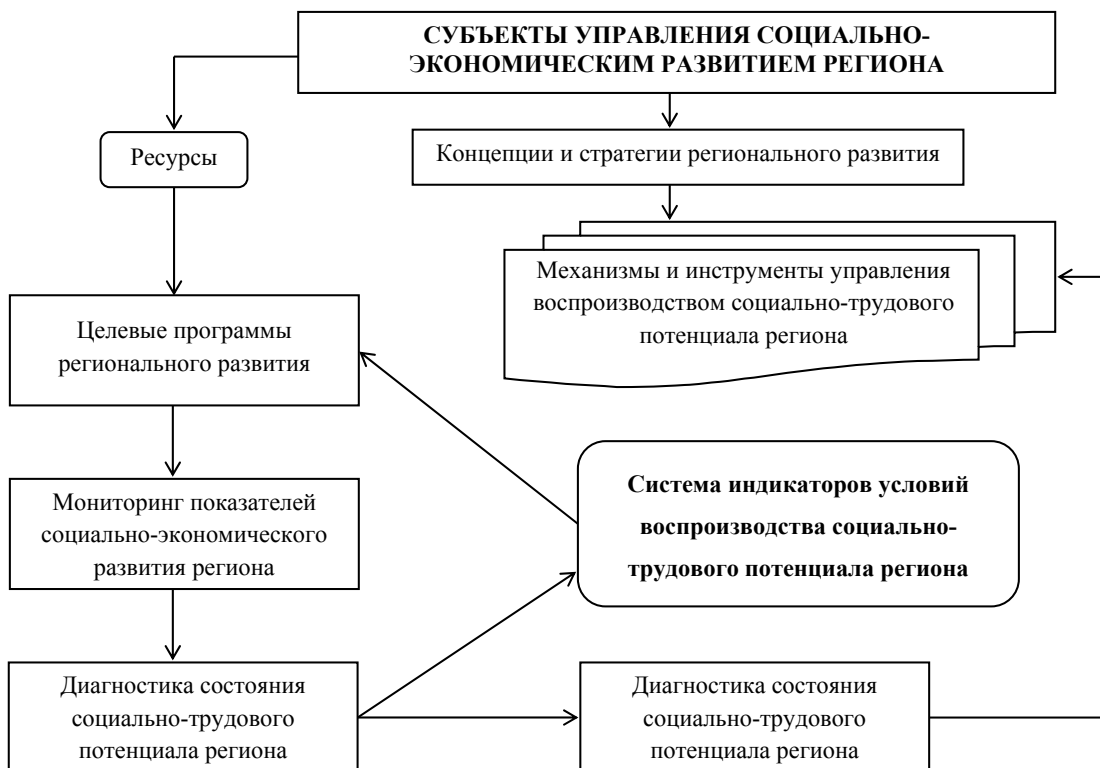 СУБЪЕКТЫ УПРАВЛЕНИЯ СОЦИАЛЬНО-
ЭКОНОМИЧЕСКИМ РАЗВИТИЕМ РЕГИОНА
Ресурсы
Концепции и стратегии регионального развития
Механизмы и инструменты управления
воспроизводством социально-трудового
потенциала региона
Целевые программы
регионального развития
Мониторинг показателей
социально-экономического
развития региона
Система индикаторов условий
воспроизводства социально-
трудового потенциала региона
Диагностика состояния
социально-трудового
потенциала региона
Диагностика состояния
социально-трудового
потенциала региона